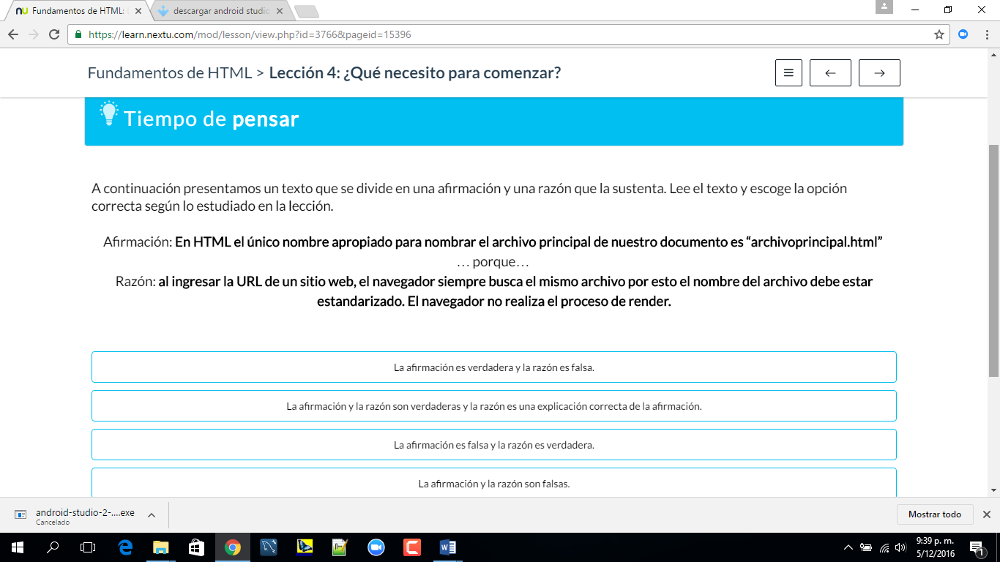 Fundamentos de HTML:
descargar android studio
https://learn.nextu.com/mod/lesson/view.php?id=3766&pageid=15396
Fundamentos de HTML > Lección 4: ¿Qué necesito para comenzar?
Tiempo de pensar
A continuación presentamos un texto que se divide en una afirmación y una razón que la sustenta. Lee el texto y escoge la opción
correcta según lo estudiado en la lección.
Afirmación: En HTML el único nombre apropiado para nombrar el archivo principal de nuestro documento es “archivoprincipal.html”
… porque…
Razón: al ingresar la URL de un sitio web, el navegador siempre busca el mismo archivo por esto el nombre del archivo debe estar
estandarizado. El navegador no realiza el proceso de render.
La afirmación es verdadera y la razón es falsa.
La afirmación y la razón son verdaderas y la razón es una explicación correcta de la afirmación.
La afirmación es falsa y la razón es verdadera.
La afirmación y la razón son falsas.
android-studio-2-....exe
Cancelado
Mostrar todo
9:39 p. m.
5/12/2016
1